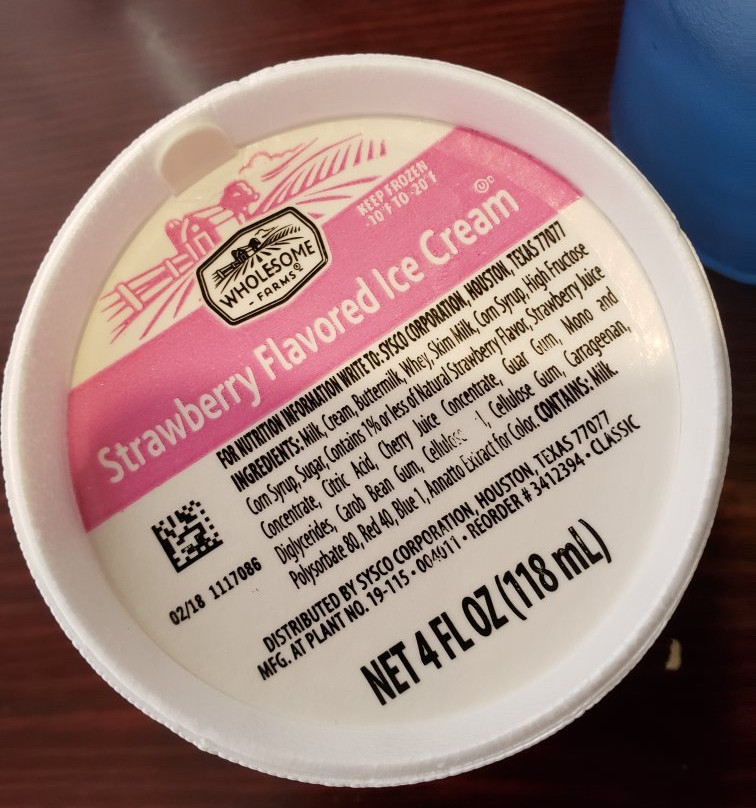 KEEP FROZEN
-10°F TO -20°F
WHOLESOME
- FARMS® -
Strawberry Flavored Ice Cream
FOR NUTRITION INFORMATION WRITE TO: SYSCO CORPORATION, HOUSTON, TEXAS 77077
INGREDIENTS: Milk, Cream, Buttermilk, Whey, Skim Milk, Corn Syrup, High Fructose
Corn Syrup, Sugar, Contains 1% or less of Natural Strawberry Flavor, Strawberry Juice
Concentrate, Citric Acid, Cherry Juice Concentrate, Guar Gum, Mono and
Diglycerides, Carob Bean Gum, Cellulose 1, Cellulose Gum, Carrageenan,
Polysorbate 80, Red 40, Blue 1, Annatto Extract for Color. CONTAINS: Milk.
02/18 1117086
DISTRIBUTED BY SYSCO CORPORATION, HOUSTON, TEXAS 77077
MFG. AT PLANT NO. 19-115 • 004011 • REORDER # 3412394 • CLASSIC
NET 4 FL OZ (118 mL)